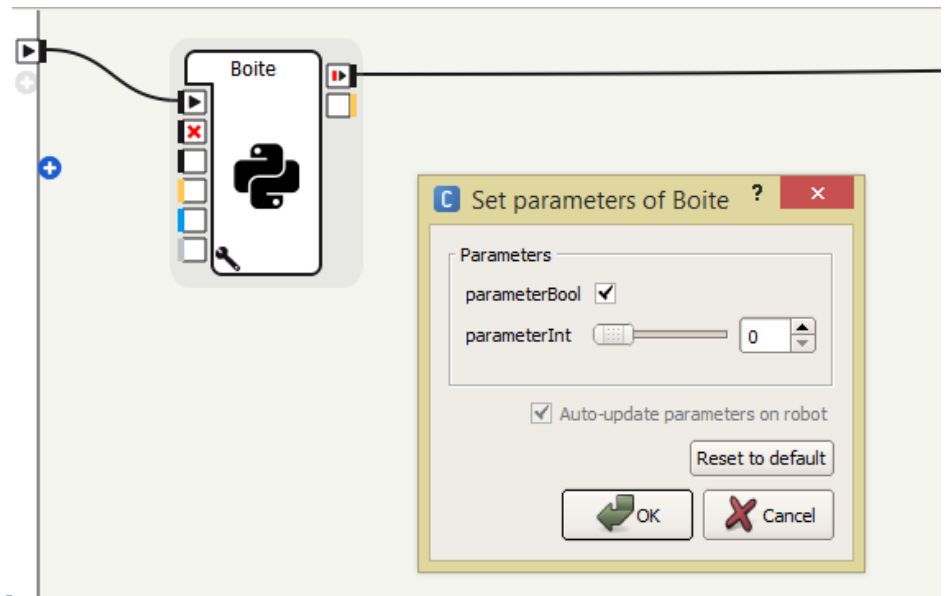 Boite
C Set parameters of Boite ? ×
Parameters
parameterBool
parameterInt 0
Auto-update parameters on robot
Reset to default
OK Cancel